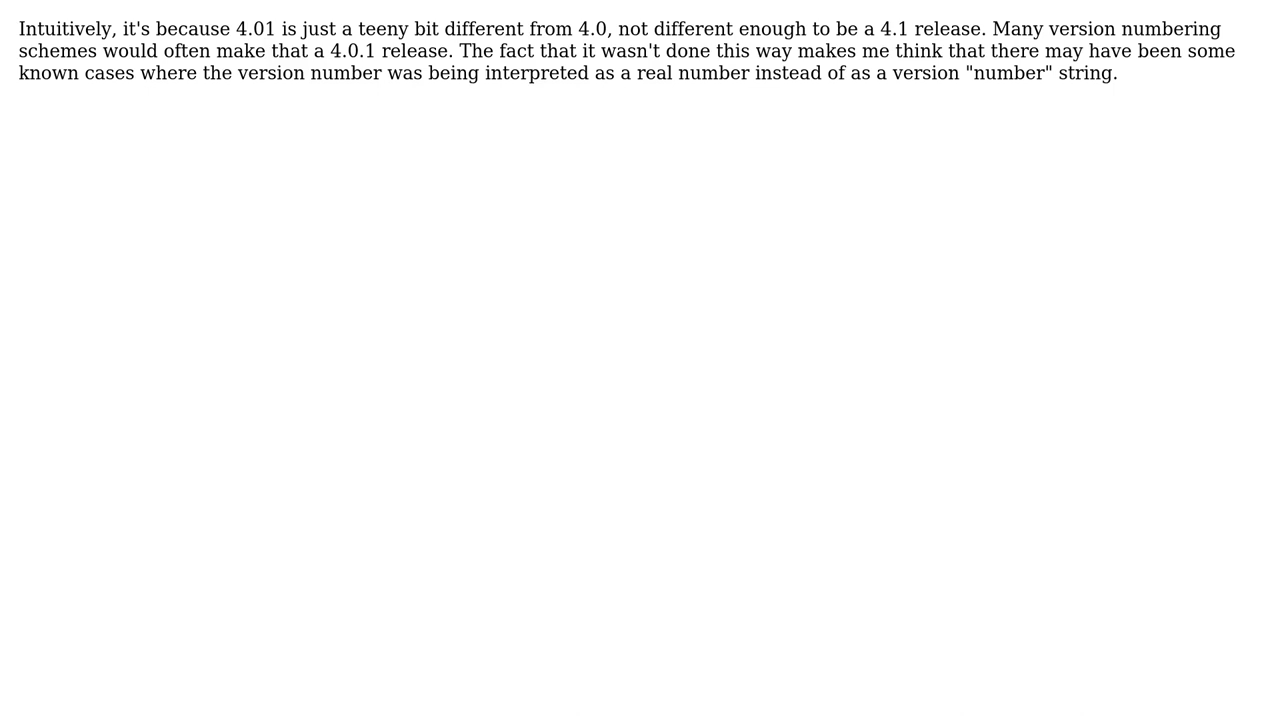 Intuitively, it's because 4.01 is just a teeny bit different from 4.0, not different enough to be a 4.1 release. Many version numbering
schemes would often make that a 4.0.1 release. The fact that it wasn't done this way makes me think that there may have been some
known cases where the version number was being interpreted as a real number instead of as a version "number" string.